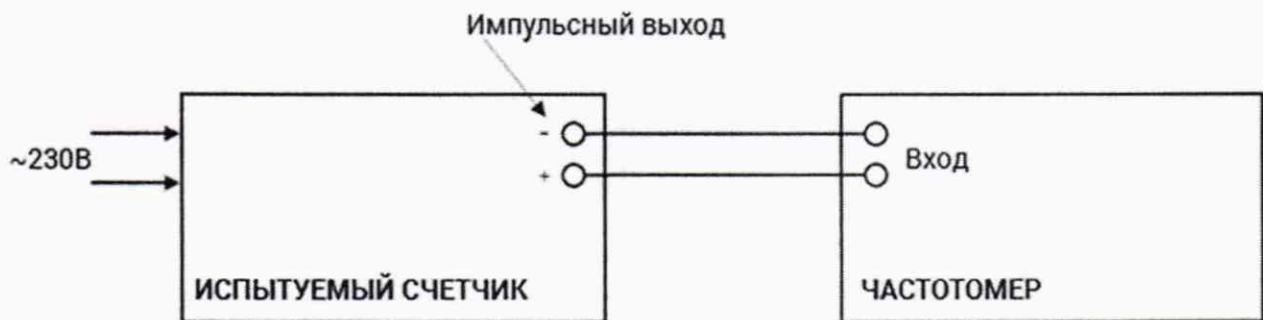 Импульсный выход
~230В
-
+
Вход
ИСПЫТУЕМЫЙ СЧЕТЧИК
ЧАСТОТОМЕР